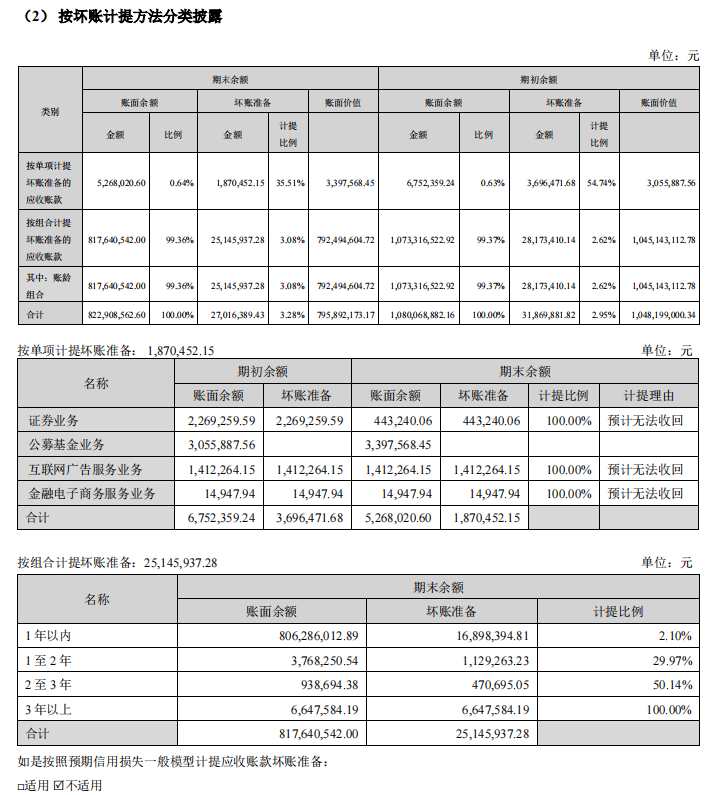 （2） 按坏账计提方法分类披露
单位：元
类别 期末余额 期初余额
账面余额 坏账准备 账面价值 账面余额 坏账准备 账面价值
金额 比例 金额 计提比例 金额 比例 金额 计提比例
按单项计提坏账准备的应收账款 5,268,020.60 0.64% 1,870,452.15 35.51% 3,397,568.45 6,752,359.24 0.63% 3,696,471.68 54.74% 3,055,887.56
按组合计提坏账准备的应收账款 817,640,542.00 99.36% 25,145,937.28 3.08% 792,494,604.72 1,073,316,522.92 99.37% 28,173,410.14 2.62% 1,045,143,112.78
其中：账龄组合 817,640,542.00 99.36% 25,145,937.28 3.08% 792,494,604.72 1,073,316,522.92 99.37% 28,173,410.14 2.62% 1,045,143,112.78
合计 822,908,562.60 100.00% 27,016,389.43 3.28% 795,892,173.17 1,080,068,882.16 100.00% 31,869,881.82 2.95% 1,048,199,000.34
按单项计提坏账准备： 1,870,452.15 单位：元
名称 期初余额 期末余额
账面余额 坏账准备 账面余额 坏账准备 计提比例 计提理由
证券业务 2,269,259.59 2,269,259.59 443,240.06 443,240.06 100.00% 预计无法收回
公募基金业务 3,055,887.56 3,397,568.45
互联网广告服务业务 1,412,264.15 1,412,264.15 1,412,264.15 1,412,264.15 100.00% 预计无法收回
金融电子商务服务业务 14,947.94 14,947.94 14,947.94 14,947.94 100.00% 预计无法收回
合计 6,752,359.24 3,696,471.68 5,268,020.60 1,870,452.15
按组合计提坏账准备：25,145,937.28 单位：元
名称 期末余额
账面余额 坏账准备 计提比例
1 年以内 806,286,012.89 16,898,394.81 2.10%
1 至 2 年 3,768,250.54 1,129,263.23 29.97%
2 至 3 年 938,694.38 470,695.05 50.14%
3 年以上 6,647,584.19 6,647,584.19 100.00%
合计 817,640,542.00 25,145,937.28
如是按照预期信用损失一般模型计提应收账款坏账准备：
□适用 ☑不适用